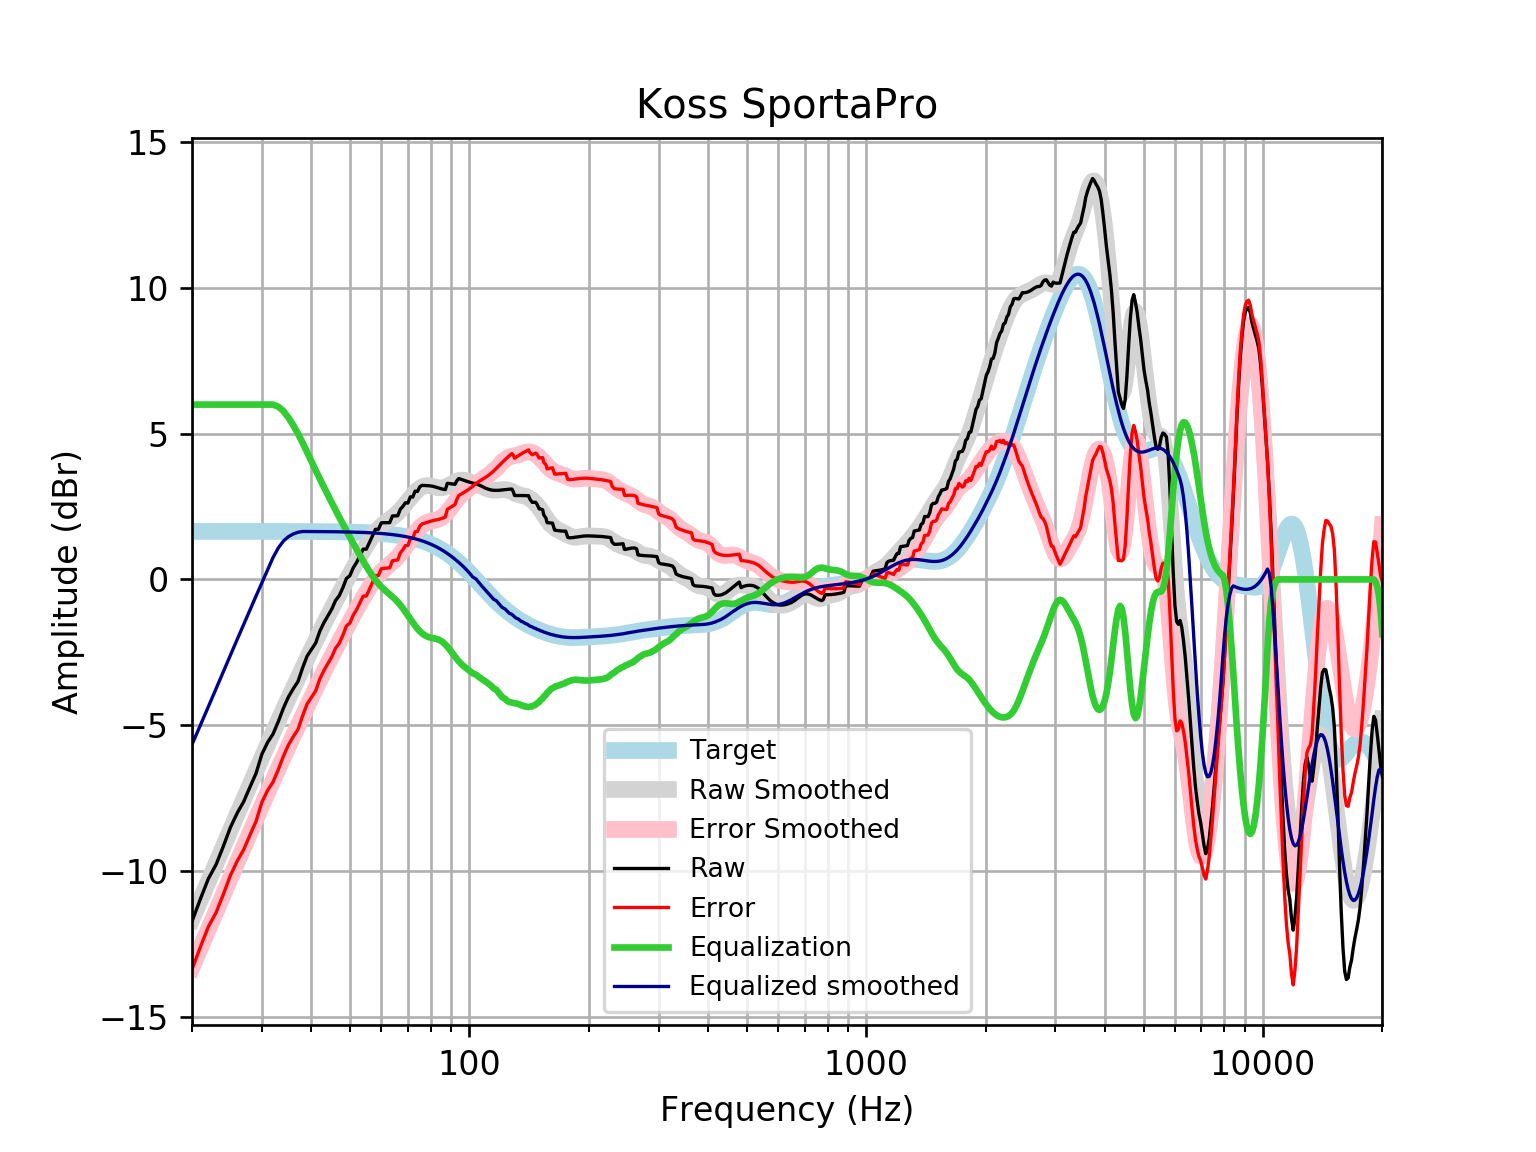 Koss SportaPro
15
10
5
0
−5
−10
−15
Amplitude (dBr)
Target
Raw Smoothed
Error Smoothed
Raw
Error
Equalization
Equalized smoothed
100
1000
10000
Frequency (Hz)